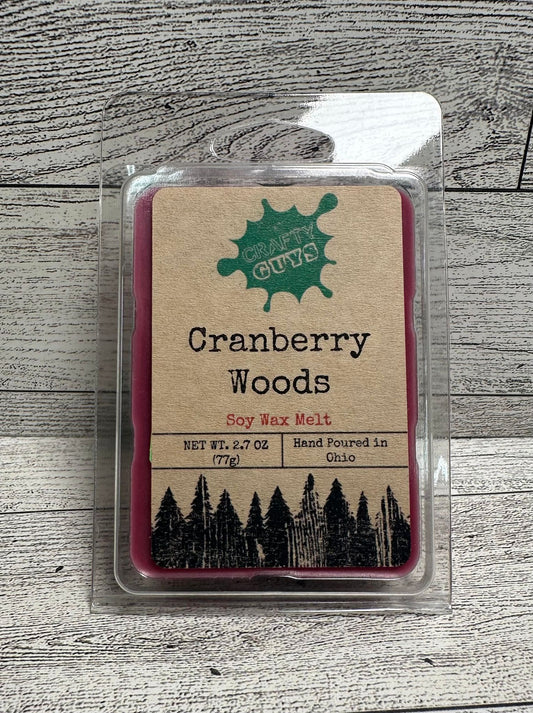 CRAFTY
GUYS
Cranberry
Woods
Soy Wax Melt
NET WT. 2.7 OZ
(77g)
Hand Poured in
Ohio